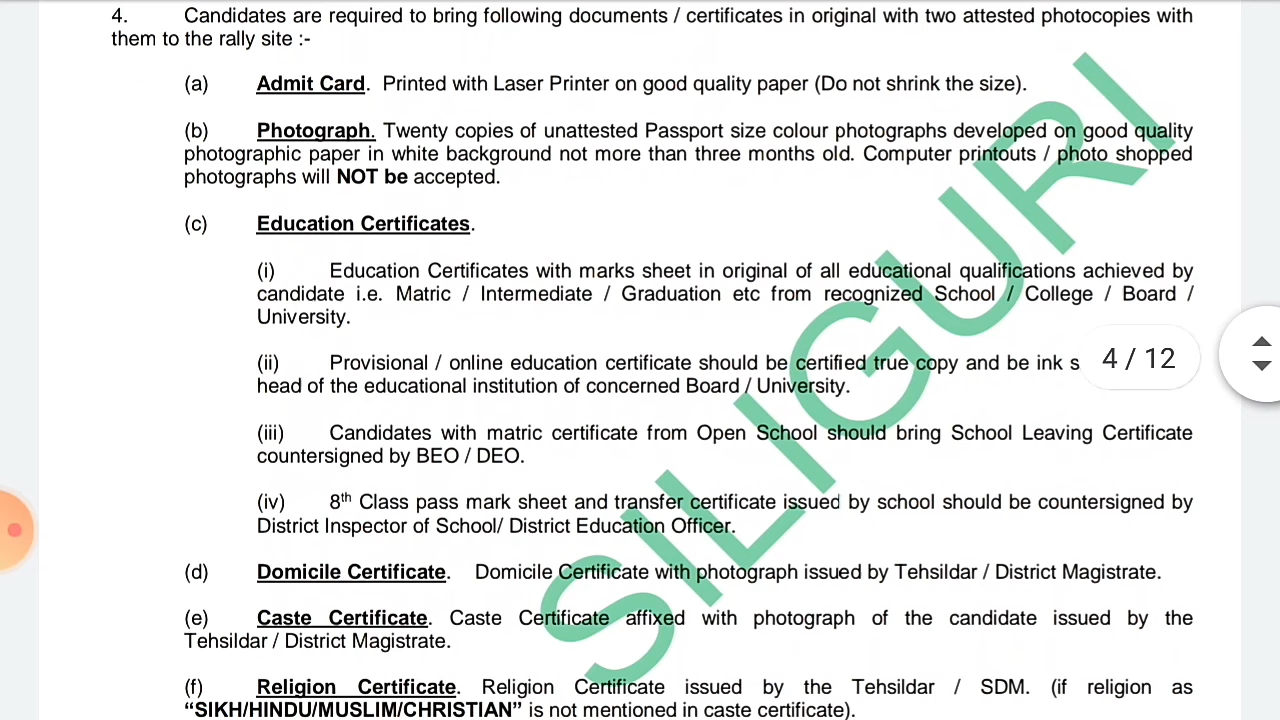 4. Candidates are required to bring following documents / certificates in original with two attested photocopies with
them to the rally site :-
(a) Admit Card. Printed with Laser Printer on good quality paper (Do not shrink the size).
(b) Photograph. Twenty copies of unattested Passport size colour photographs developed on good quality
photographic paper in white background not more than three months old. Computer printouts / photo shopped
photographs will NOT be accepted.
(c) Education Certificates.
(i) Education Certificates with marks sheet in original of all educational qualifications achieved by
candidate i.e. Matric / Intermediate / Graduation etc from recognized School / College / Board /
University.
(ii) Provisional / online education certificate should be certified true copy and be ink s
head of the educational institution of concerned Board / University.
4 / 12
(iii) Candidates with matric certificate from Open School should bring School Leaving Certificate
countersigned by BEO / DEO.
(iv) 8th Class pass mark sheet and transfer certificate issued by school should be countersigned by
District Inspector of School/ District Education Officer.
(d) Domicile Certificate. Domicile Certificate with photograph issued by Tehsildar / District Magistrate.
(e) Caste Certificate. Caste Certificate affixed with photograph of the candidate issued by the
Tehsildar / District Magistrate.
(f) Religion Certificate. Religion Certificate issued by the Tehsildar / SDM. (if religion as
“SIKH/HINDU/MUSLIM/CHRISTIAN” is not mentioned in caste certificate).
SILIGURI